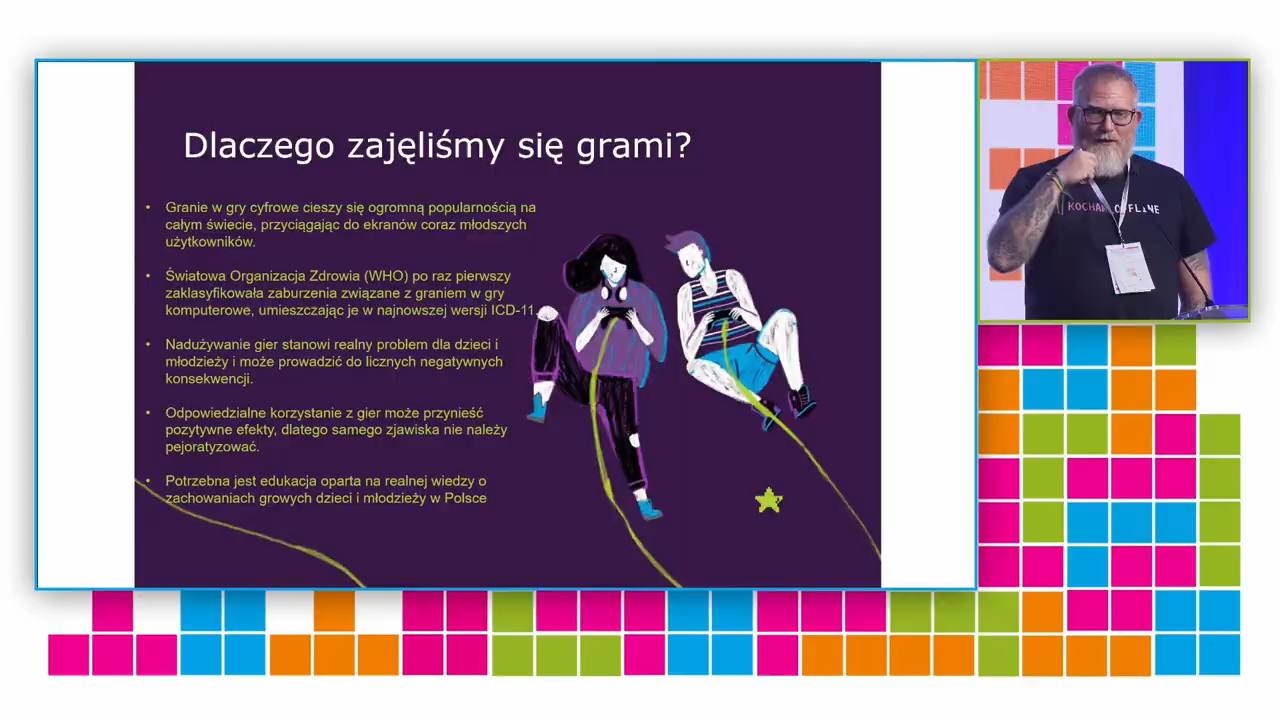 Dlaczego zajęliśmy się grami?
• Granie w gry cyfrowe cieszy się ogromną popularnością na
całym świecie, przyciągając do ekranów coraz młodszych
użytkowników.
• Światowa Organizacja Zdrowia (WHO) po raz pierwszy
zaklasyfikowała zaburzenia związane z graniem w gry
komputerowe, umieszczając je w najnowszej wersji ICD-11.
• Nadużywanie gier stanowi realny problem dla dzieci i
młodzieży i może prowadzić do licznych negatywnych
konsekwencji.
• Odpowiedzialne korzystanie z gier może przynieść
pozytywne efekty, dlatego samego zjawiska nie należy
pejoratyzować.
• Potrzebna jest edukacja oparta na realnej wiedzy o
zachowaniach growych dzieci i młodzieży w Polsce